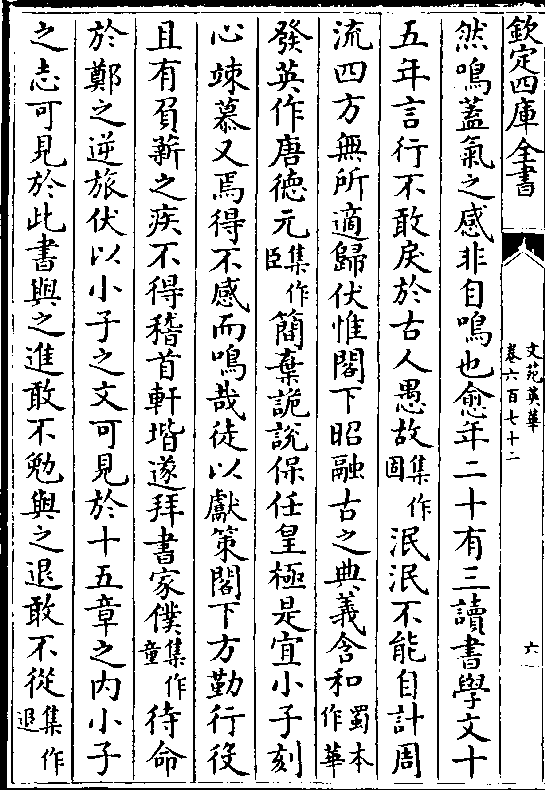 欽定四庫全書
文苑英華
卷六百七十二
六
然鳴蓋氣之感非自鳴也愈年二十有三讀書學文十
五年言行不敢戾於古人愚故集作固泯泯不能自計周
流四方無所適歸伏惟閣下昭融古之典義含和蜀本作華
發英作唐德元集作臣簡棄詭說保任皇極是宜小子刻
心竦慕又焉得不感而鳴哉徒以獻策閣下方勤行役
且有負薪之疾不得稽首軒堦遂拜書家僕集作童待命
於鄭之逆旅伏以小子之文可見於十五章之內小子
之志可見於此書與之進敢不勉與之退敢不從集作退